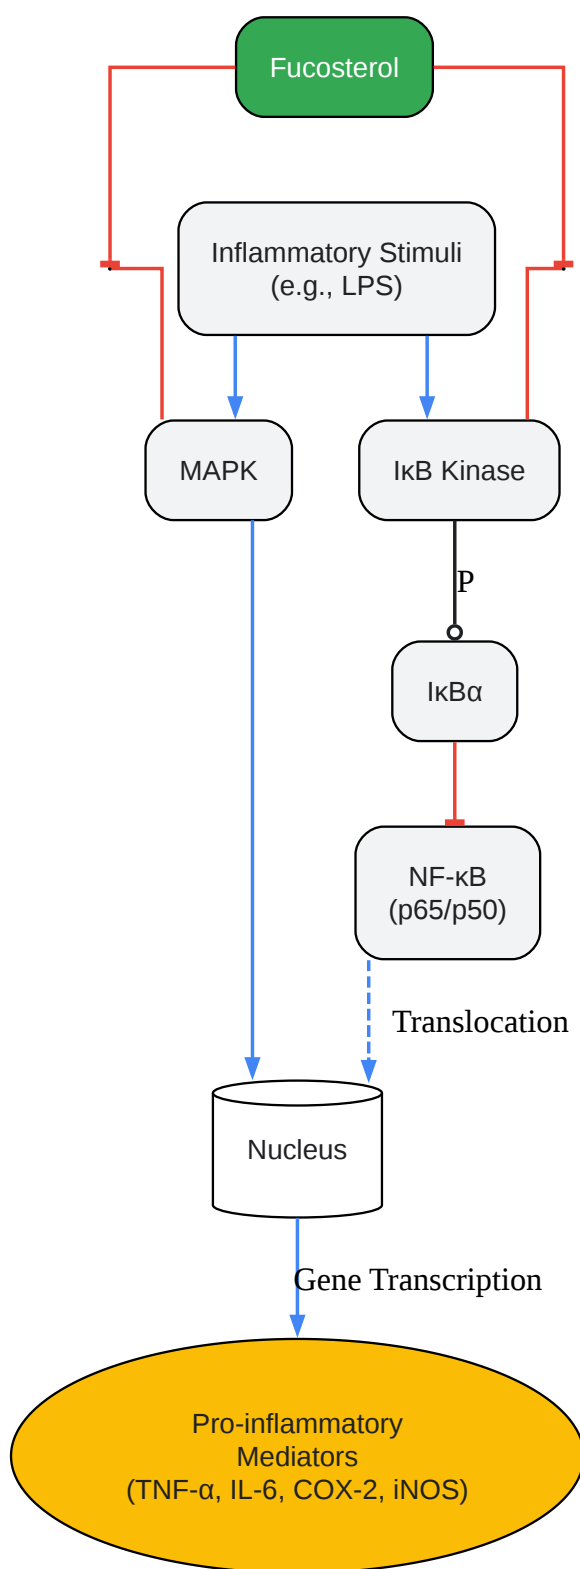 Fucosterol
Inflammatory Stimuli
(e.g., LPS)
MAPK
IκB Kinase
P
IκBα
NF-κB
(p65/p50)
Translocation
Nucleus
Gene Transcription
Pro-inflammatory
Mediators
(TNF-α, IL-6, COX-2, iNOS)